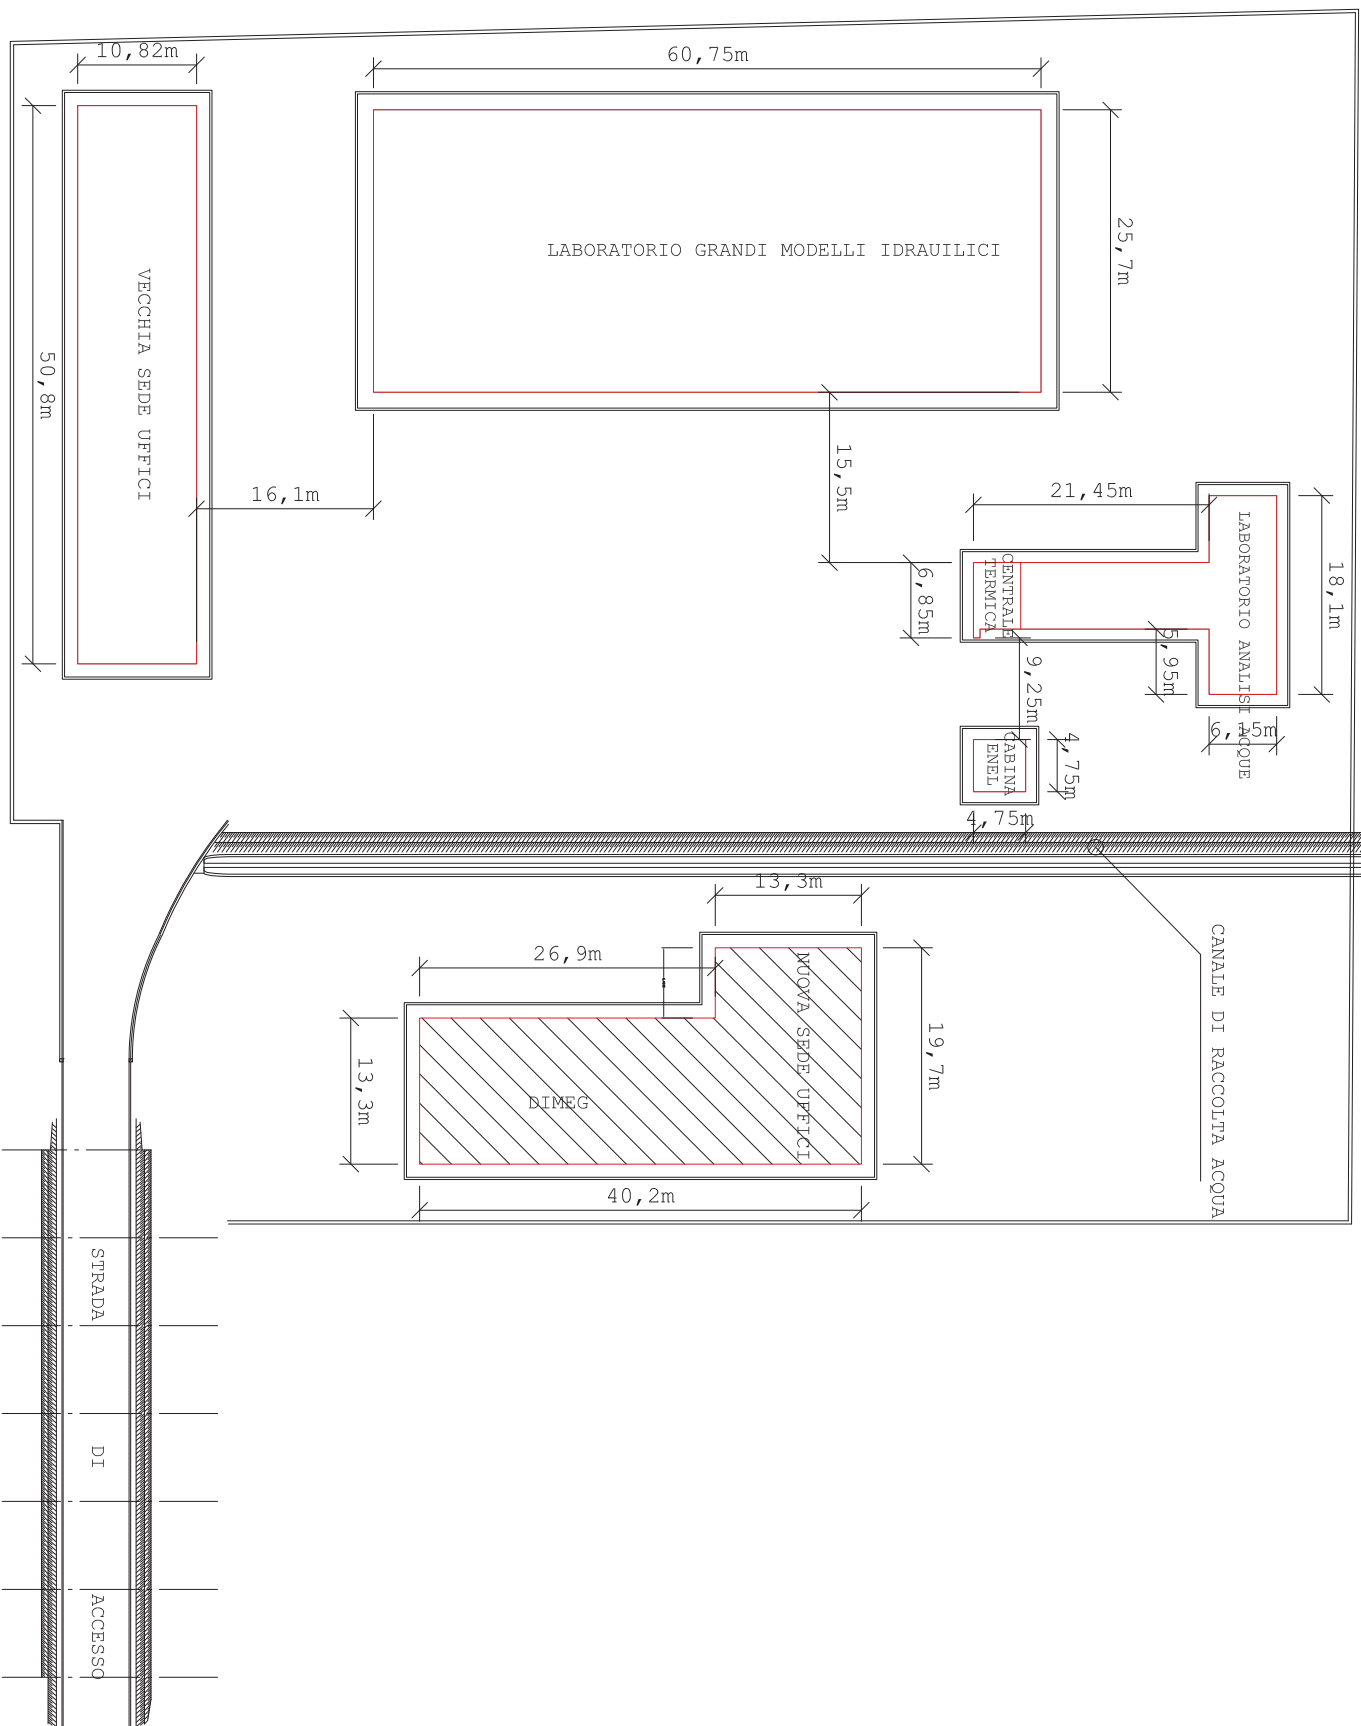 10,82m
60,75m
25,7m
LABORATORIO GRANDI MODELLI IDRAUILICI
VECCHIA SEDE UFFICI
50,8m
16,1m
15,5m
21,45m
LABORATORIO ANALISI ACQUE
18,1m
CENTRALE
TERMICA
6,85m
5,95m
9,25m
6,15m
CABINA
ENEL
4,75m
4,75m
13,3m
26,9m
NUOVA SEDE UFFICI
CANALE DI RACCOLTA ACQUA
19,7m
13,3m
DIMEG
40,2m
STRADA DI ACCESSO